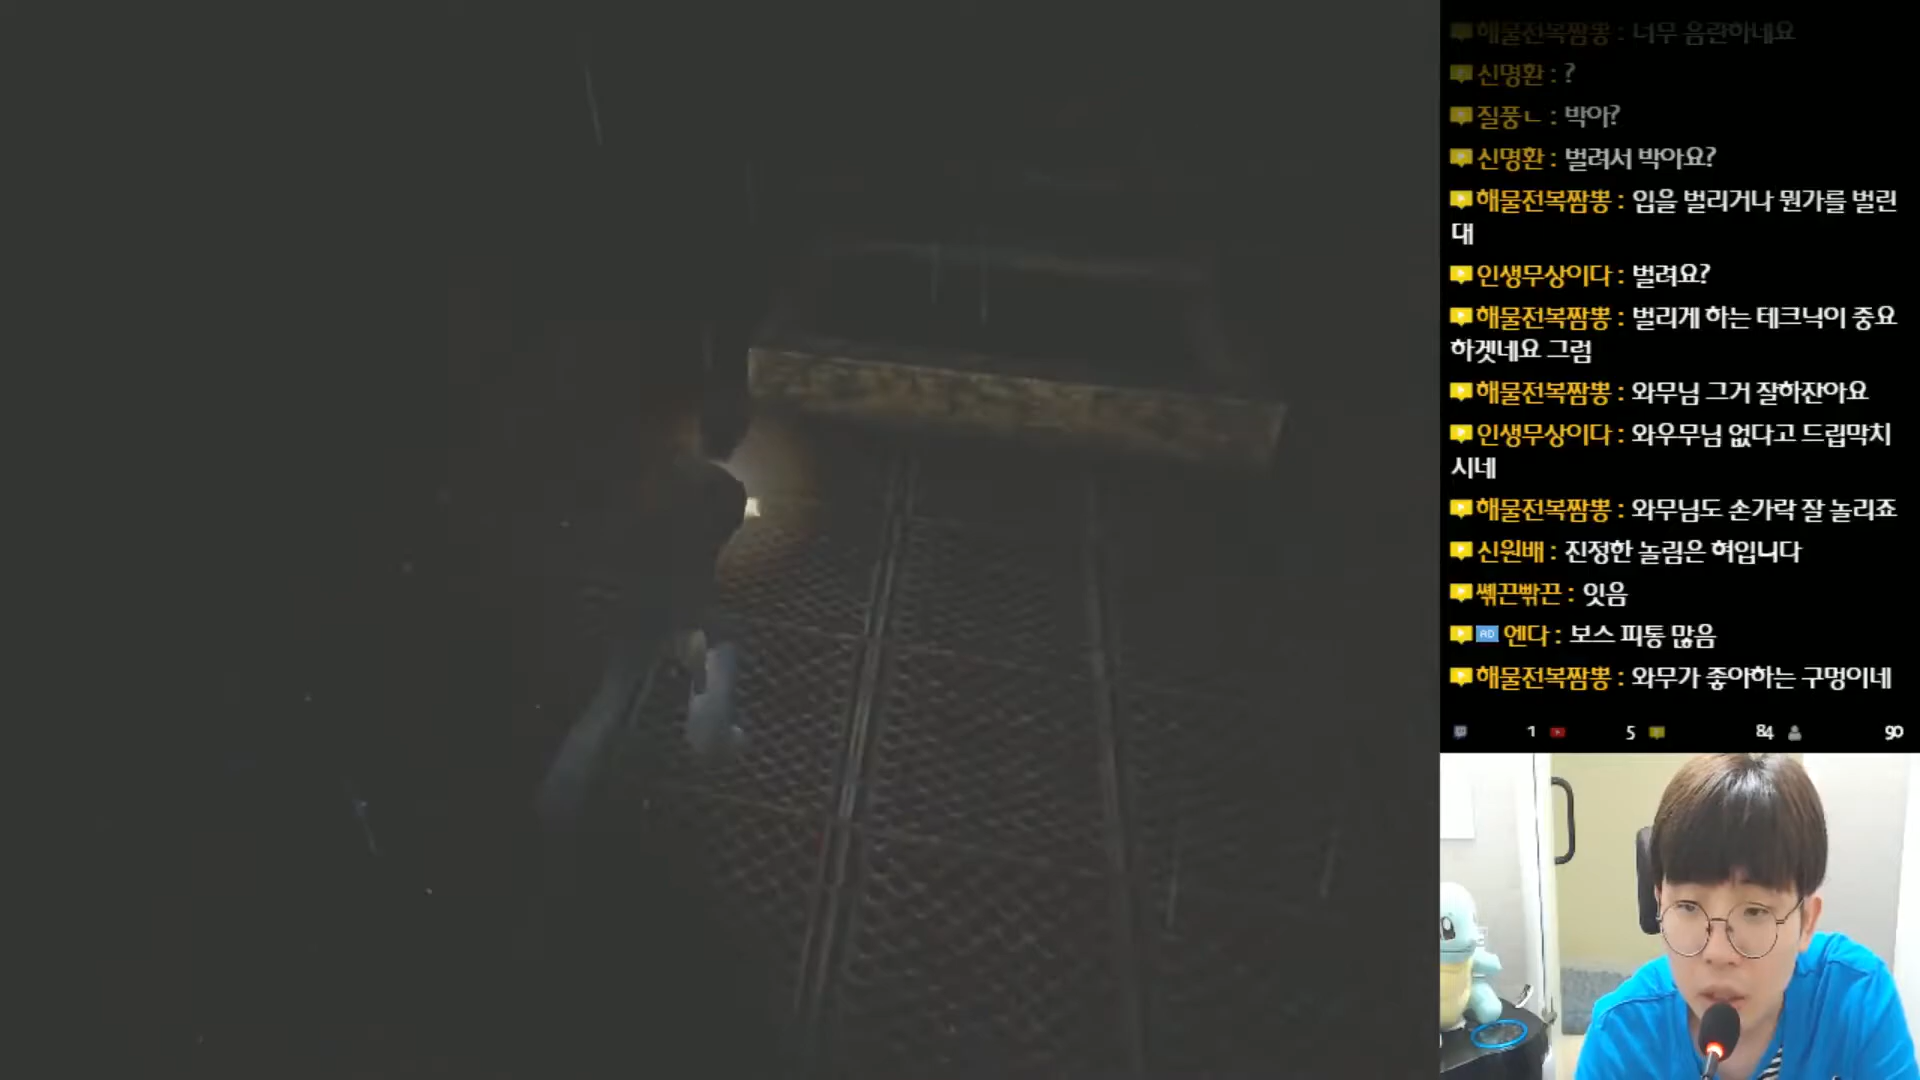 해물전복짬뽕 : 너무 음란하네요
신명환 : ?
질풍ㄴ : 박아?
신명환 : 벌려서 박아요?
해물전복짬뽕 : 입을 벌리거나 뭔가를 벌린
대
인생무상이다 : 벌려요?
해물전복짬뽕 : 벌리게 하는 테크닉이 중요
하겟네요 그럼
해물전복짬뽕 : 와무님 그거 잘하잔아요
인생무상이다 : 와우무님 없다고 드립막치
시네
해물전복짬뽕 : 와무님도 손가락 잘 놀리죠
신원배 : 진정한 놀림은 혀입니다
쀍끈빾끈 : 잇음
AD 엔다 : 보스 피통 많음
해물전복짬뽕 : 와무가 좋아하는 구멍이네
1 5 84 90